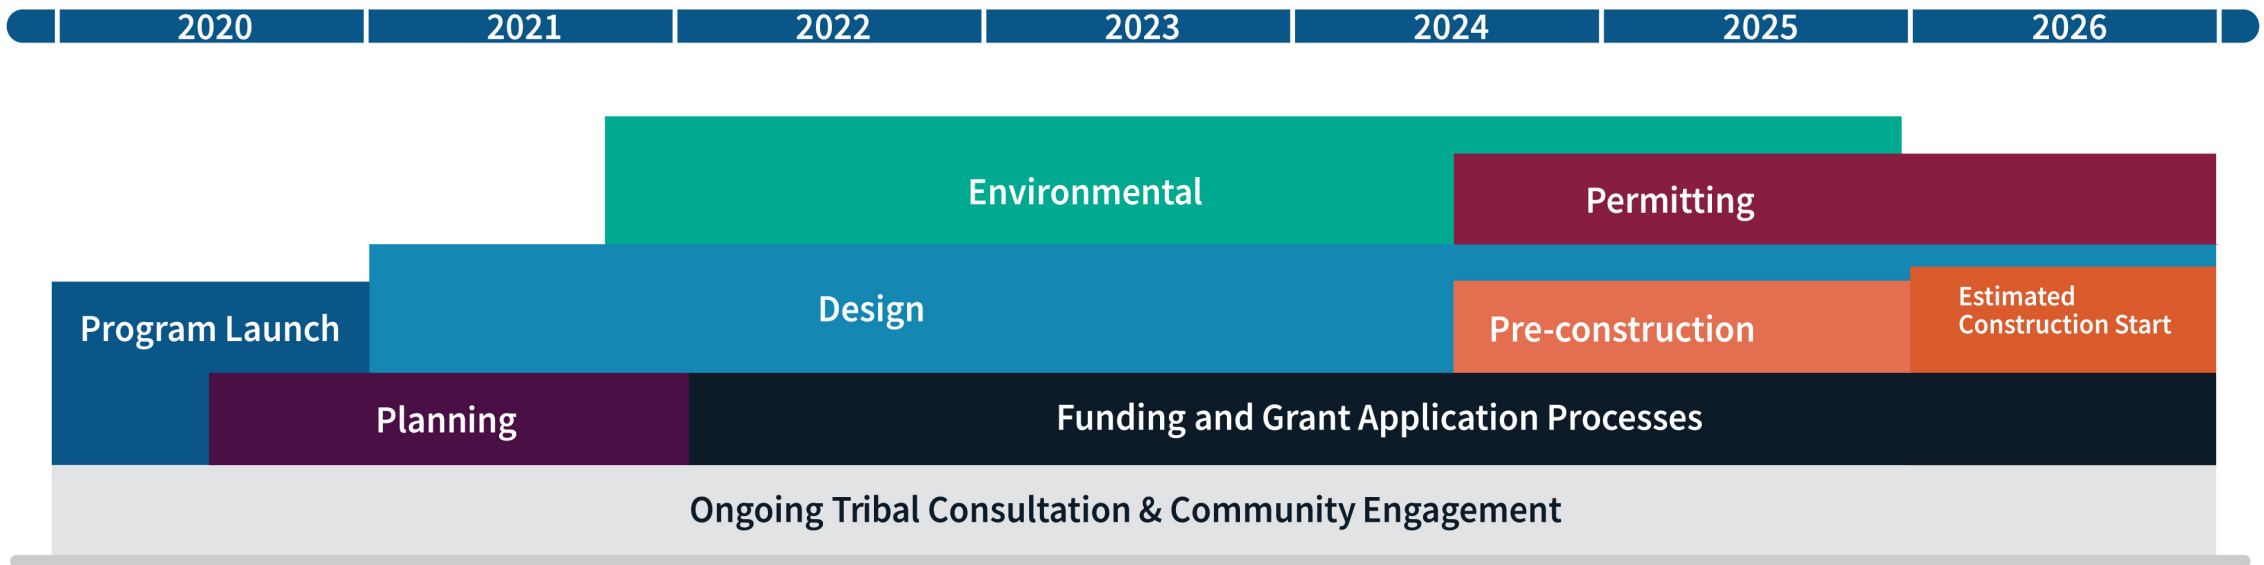 2020 2021 2022 2023 2024 2025 2026
Environmental
Permitting
Design
Program Launch
Pre-construction
Estimated
Construction Start
Planning
Funding and Grant Application Processes
Ongoing Tribal Consultation & Community Engagement